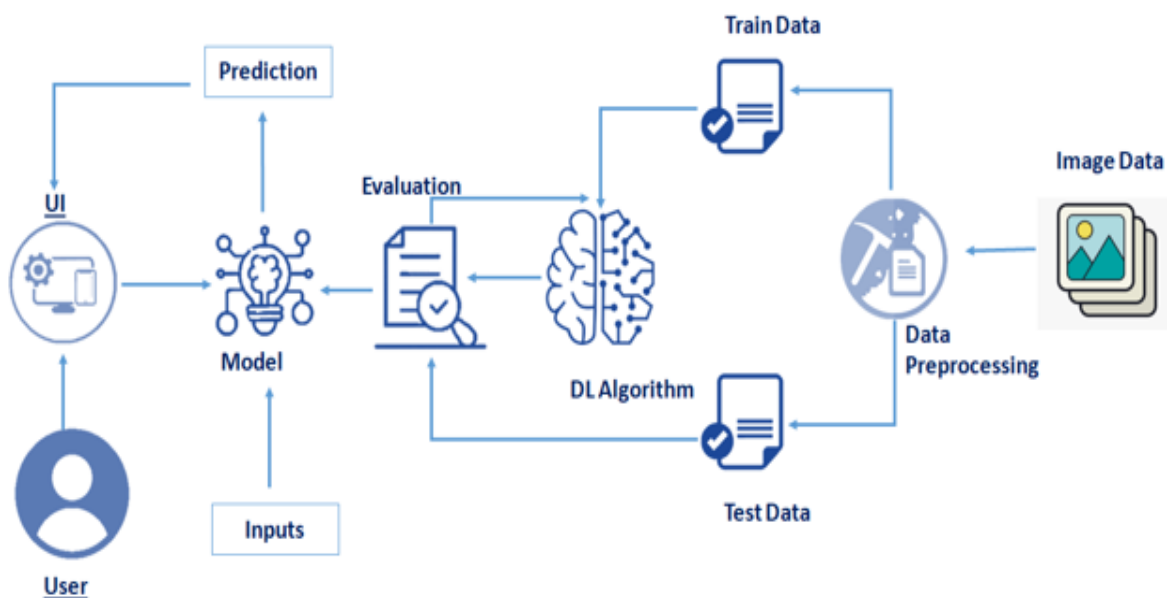 Train Data
Prediction
Image Data
Evaluation
UI
Data
Preprocessing
Model
DL Algorithm
Test Data
Inputs
User